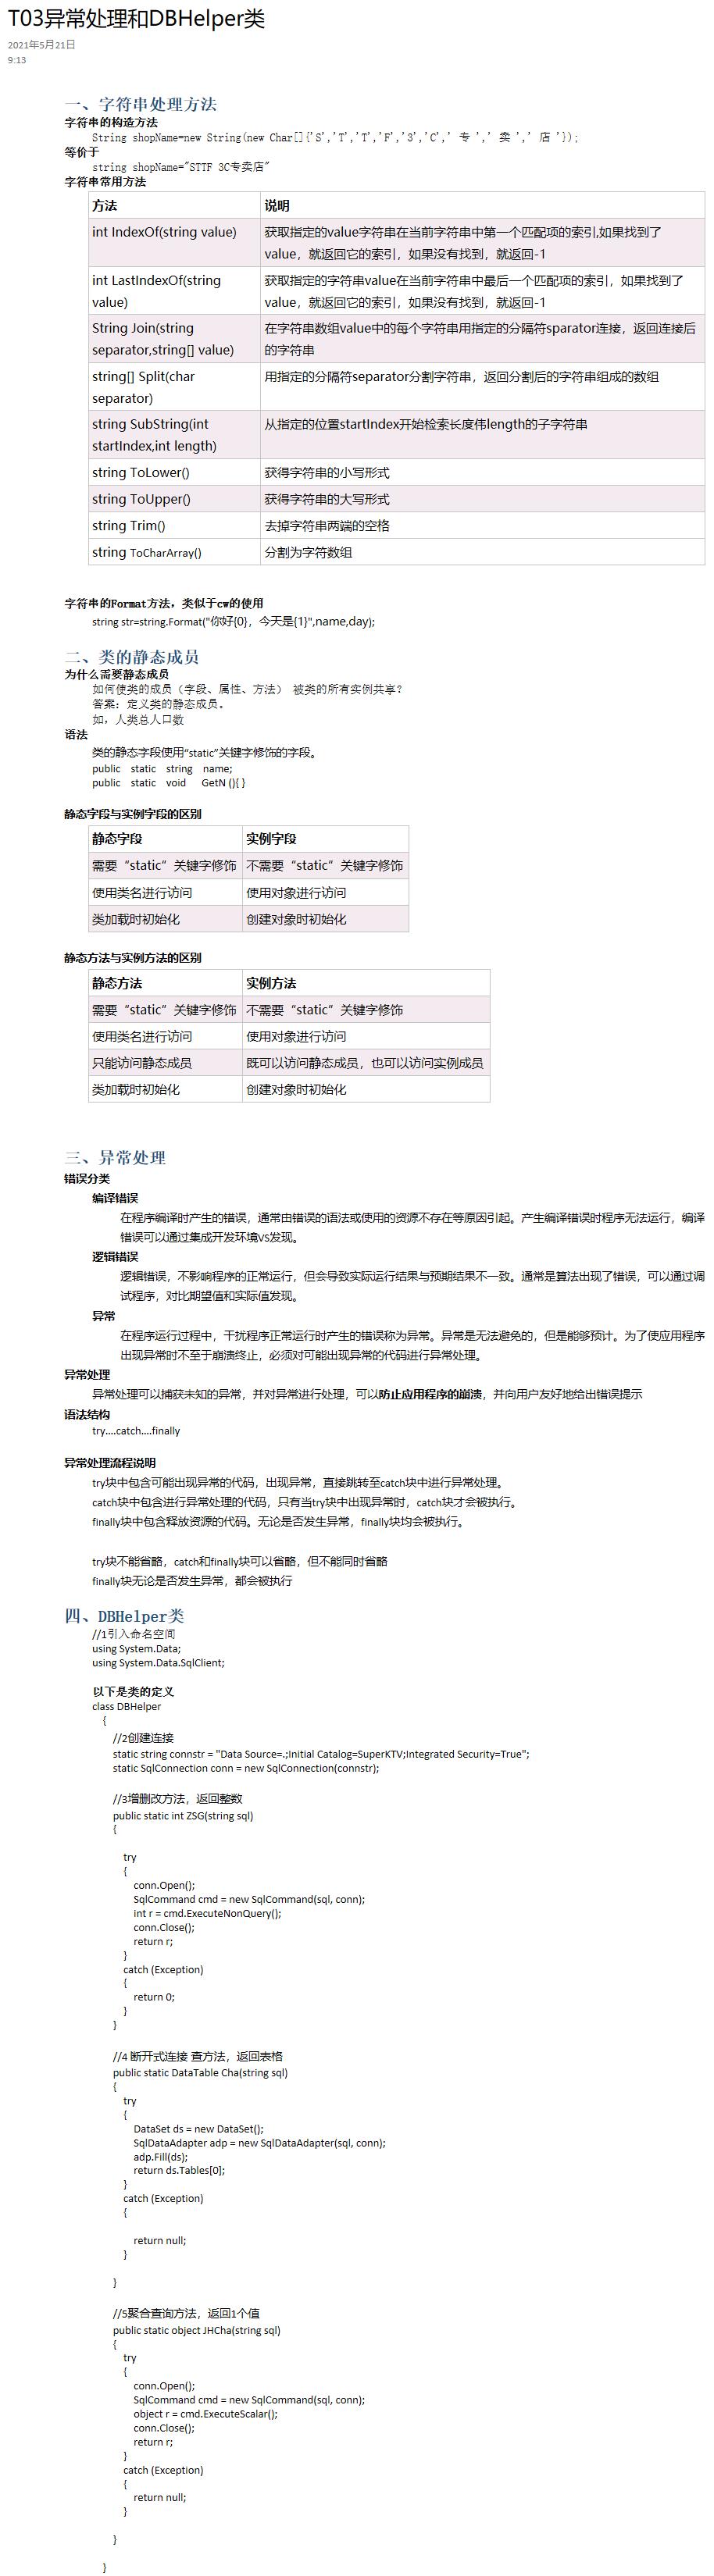 T03异常处理和DBHelper类
2021年5月21日
9:13
一、字符串处理方法
字符串的构造方法
String shopName=new String(new Char[]{'S','T','T','F','3','C',' 专 ',' 卖 ',' 店 '});
等价于
string shopName="STTF 3C专卖店"
字符串常用方法
方法 说明
int IndexOf(string value) 获取指定的value字符串在当前字符串中第一个匹配项的索引,如果找到了
value，就返回它的索引，如果没有找到，就返回-1
int LastIndexOf(string 获取指定的字符串value在当前字符串中最后一个匹配项的索引，如果找到了
value) value，就返回它的索引，如果没有找到，就返回-1
String Join(string 在字符串数组value中的每个字符串用指定的分隔符sparator连接，返回连接后
separator,string[] value) 的字符串
string[] Split(char 用指定的分隔符separator分割字符串，返回分割后的字符串组成的数组
separator)
string SubString(int 从指定的位置startIndex开始检索长度伟length的子字符串
startIndex,int length)
string ToLower() 获得字符串的小写形式
string ToUpper() 获得字符串的大写形式
string Trim() 去掉字符串两端的空格
string ToCharArray() 分割为字符数组
字符串的Format方法，类似于cw的使用
string str=string.Format("你好{0}，今天是{1}",name,day);
二、类的静态成员
为什么需要静态成员
如何使类的成员（字段、属性、方法） 被类的所有实例共享？
答案：定义类的静态成员。
如，人类总人口数
语法
类的静态字段使用“static”关键字修饰的字段。
public static string name;
public static void GetN (){ }
静态字段与实例字段的区别
静态字段 实例字段
需要“static”关键字修饰 不需要“static”关键字修饰
使用类名进行访问 使用对象进行访问
类加载时初始化 创建对象时初始化
静态方法与实例方法的区别
静态方法 实例方法
需要“static”关键字修饰 不需要“static”关键字修饰
使用类名进行访问 使用对象进行访问
只能访问静态成员 既可以访问静态成员，也可以访问实例成员
类加载时初始化 创建对象时初始化
三、异常处理
错误分类
编译错误
在程序编译时产生的错误，通常由错误的语法或使用的资源不存在等原因引起。产生编译错误时程序无法运行，编译
错误可以通过集成开发环境VS发现。
逻辑错误
逻辑错误，不影响程序的正常运行，但会导致实际运行结果与预期结果不一致。通常是算法出现了错误，可以通过调
试程序，对比期望值和实际值发现。
异常
在程序运行过程中，干扰程序正常运行时产生的错误称为异常。异常是无法避免的，但是能够预计。为了使应用程序
出现异常时不至于崩溃终止，必须对可能出现异常的代码进行异常处理。
异常处理
异常处理可以捕获未知的异常，并对异常进行处理，可以防止应用程序的崩溃，并向用户友好地给出错误提示
语法结构
try....catch....finally
异常处理流程说明
try块中包含可能出现异常的代码，出现异常，直接跳转至catch块中进行异常处理。
catch块中包含进行异常处理的代码，只有当try块中出现异常时，catch块才会被执行。
finally块中包含释放资源的代码。无论是否发生异常，finally块均会被执行。
try块不能省略，catch和finally块可以省略，但不能同时省略
finally块无论是否发生异常，都会被执行
四、DBHelper类
//1引入命名空间
using System.Data;
using System.Data.SqlClient;
以下是类的定义
class DBHelper
{
//2创建连接
static string connstr = "Data Source=.;Initial Catalog=SuperKTV;Integrated Security=True";
static SqlConnection conn = new SqlConnection(connstr);
//3增删改方法，返回整数
public static int ZSG(string sql)
{
try
{
conn.Open();
SqlCommand cmd = new SqlCommand(sql, conn);
int r = cmd.ExecuteNonQuery();
conn.Close();
return r;
}
catch (Exception)
{
return 0;
}
}
//4 断开式连接 查方法，返回表格
public static DataTable Cha(string sql)
{
try
{
DataSet ds = new DataSet();
SqlDataAdapter adp = new SqlDataAdapter(sql, conn);
adp.Fill(ds);
return ds.Tables[0];
}
catch (Exception)
{
return null;
}
}
//5聚合查询方法，返回1个值
public static object JHCha(string sql)
{
try
{
conn.Open();
SqlCommand cmd = new SqlCommand(sql, conn);
object r = cmd.ExecuteScalar();
conn.Close();
return r;
}
catch (Exception)
{
return null;
}
}
}